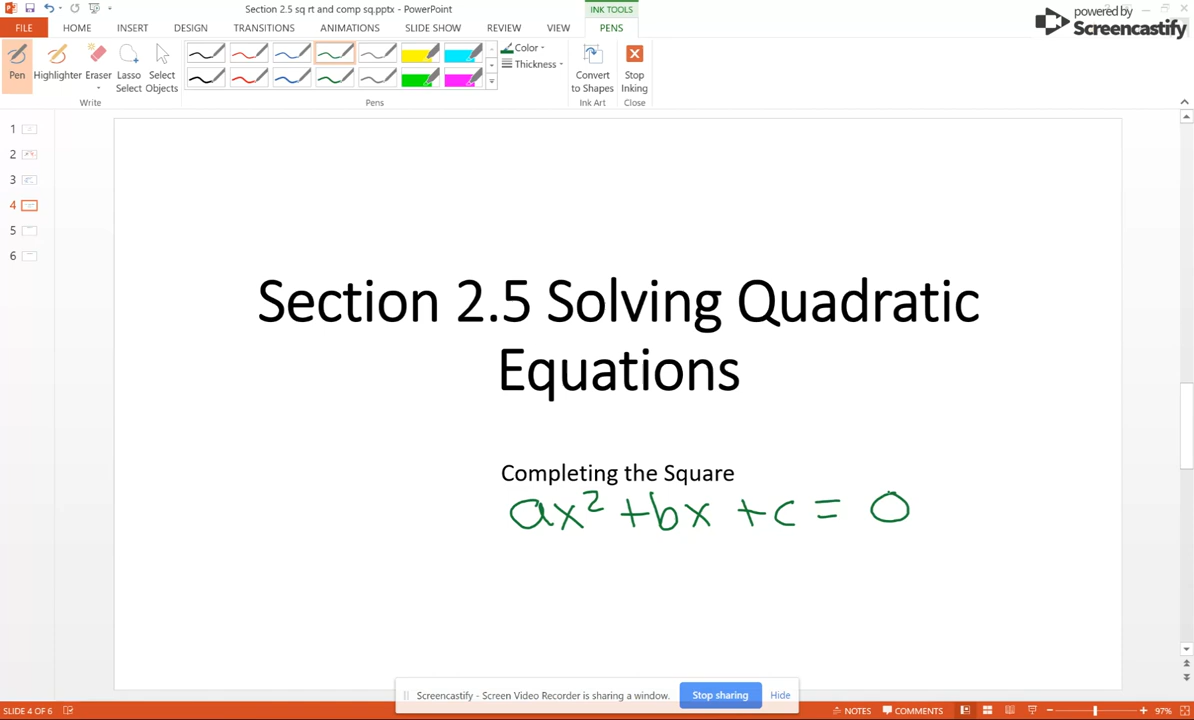 Section 2.5 sq rt and comp sq.pptx - PowerPoint
INK TOOLS
powered by
Screencastify
FILE HOME INSERT DESIGN TRANSITIONS ANIMATIONS SLIDE SHOW REVIEW VIEW PENS
Pen Highlighter Eraser Lasso Select Select Objects
Color
Thickness
Convert to Shapes
Stop Inking
Write
Pens
Ink Art
Close
1
2
3
4
5
6
Section 2.5 Solving Quadratic
Equations
Completing the Square
ax² + bx + c = 0
Screencastify - Screen Video Recorder is sharing a window. Stop sharing Hide
SLIDE 4 OF 6 NOTES COMMENTS 97%